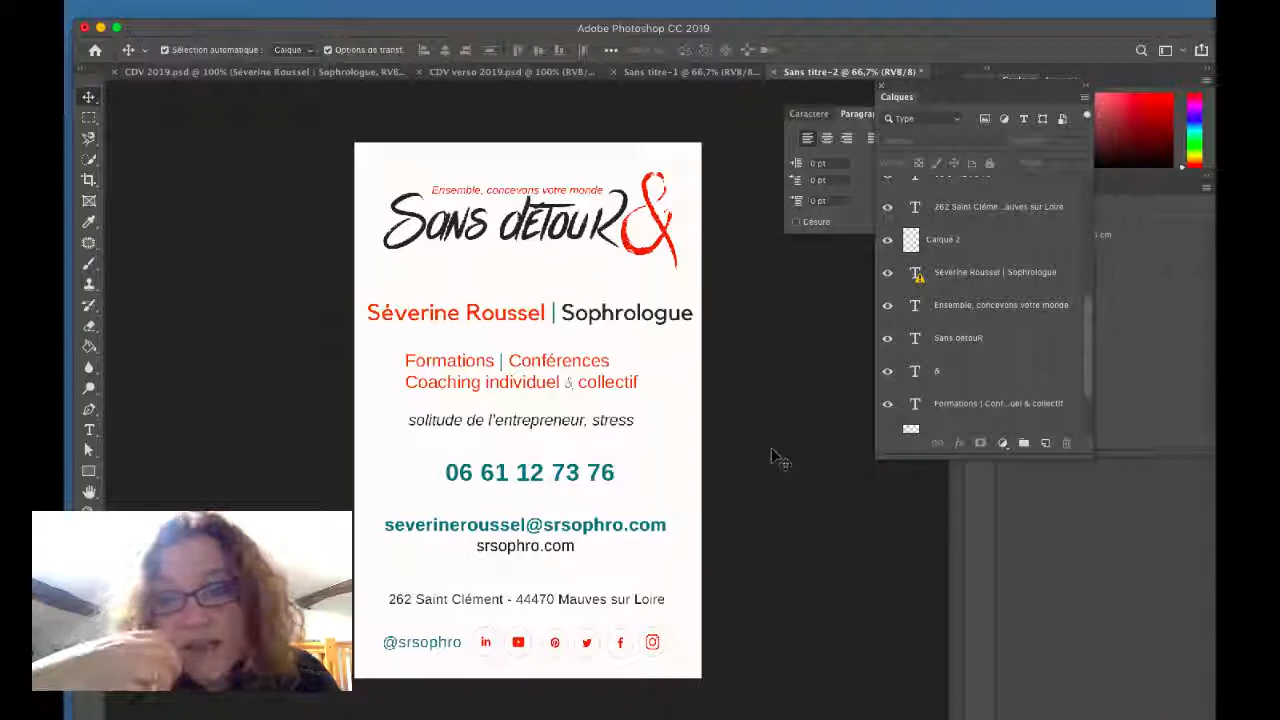 Adobe Photoshop CC 2019
Sélection automatique :
Calque
Options de transf.
CDV 2019.psd @ 100% (Séverine Roussel | Sophrologue, RVB...
CDV verso 2019.psd @ 100% (RVB/...
Sans titre-1 @ 66,7% (RVB/8...
Sans titre-2 @ 66,7% (RVB/8) *
Calques
Caractère
Paragra
Type
0 pt
0 pt
0 pt
Césure
262 Saint Cléme...auves sur Loire
Calque 2
Séverine Roussel | Sophrologue
Ensemble, concevons votre monde
Sans détouR
&
Formations | Conf...uel & collectif
Ensemble, concevons votre monde
Sans détouR &
Séverine Roussel | Sophrologue
Formations | Conférences
Coaching individuel & collectif
solitude de l'entrepreneur, stress
06 61 12 73 76
severineroussel@srsophro.com
srsophro.com
262 Saint Clément - 44470 Mauves sur Loire
@srsophro